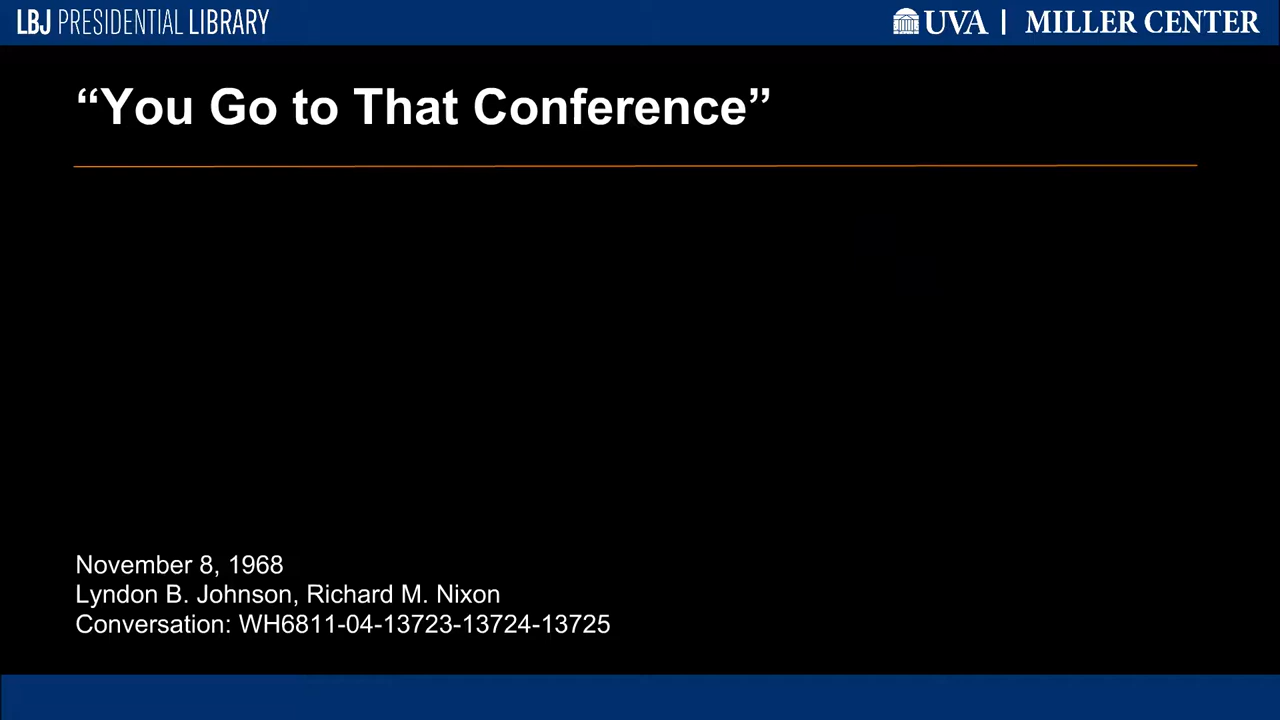 LBJ PRESIDENTIAL LIBRARY
UVA | MILLER CENTER
“You Go to That Conference”
November 8, 1968
Lyndon B. Johnson, Richard M. Nixon
Conversation: WH6811-04-13723-13724-13725